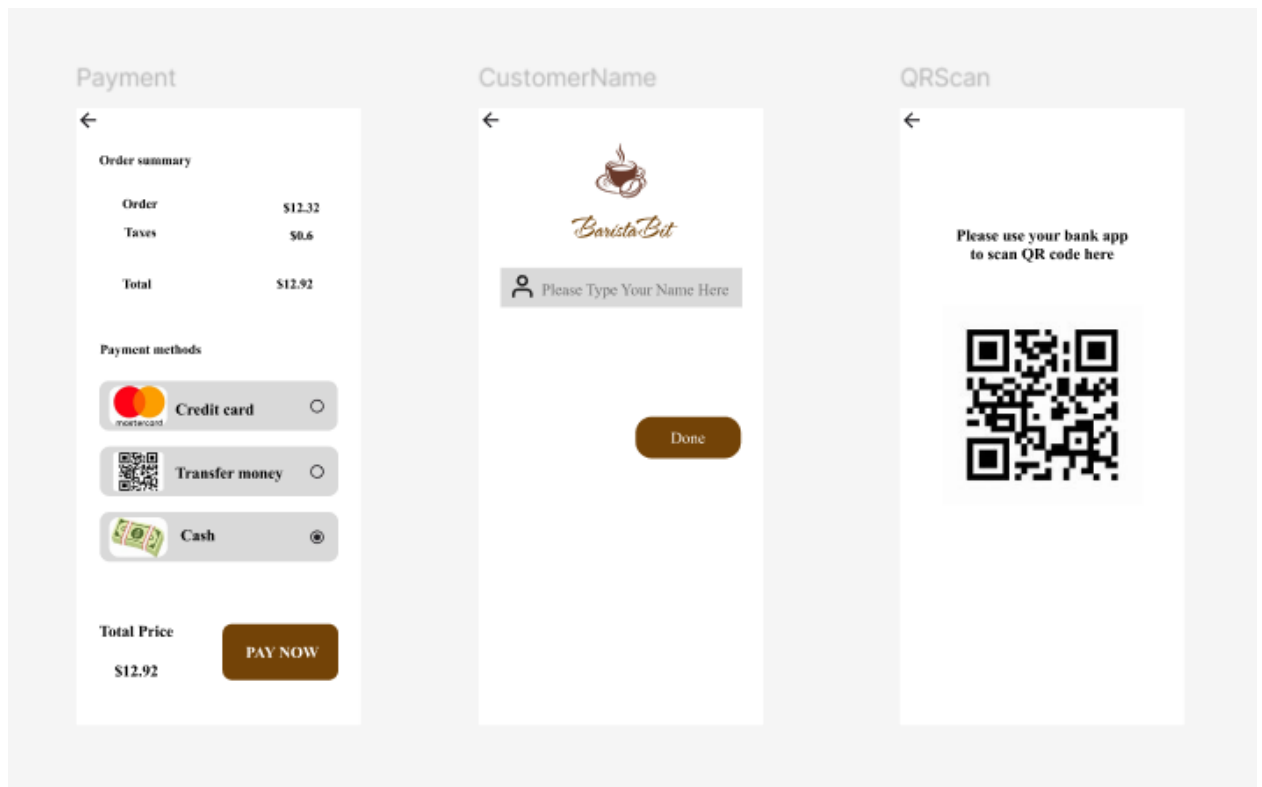 Payment
Order summary
Order $12.32
Taxes $0.6
Total $12.92
Payment methods
mastercard
Credit card
Transfer money
Cash
Total Price
$12.92
PAY NOW
CustomerName
BaristaBit
Please Type Your Name Here
Done
QRScan
Please use your bank app
to scan QR code here